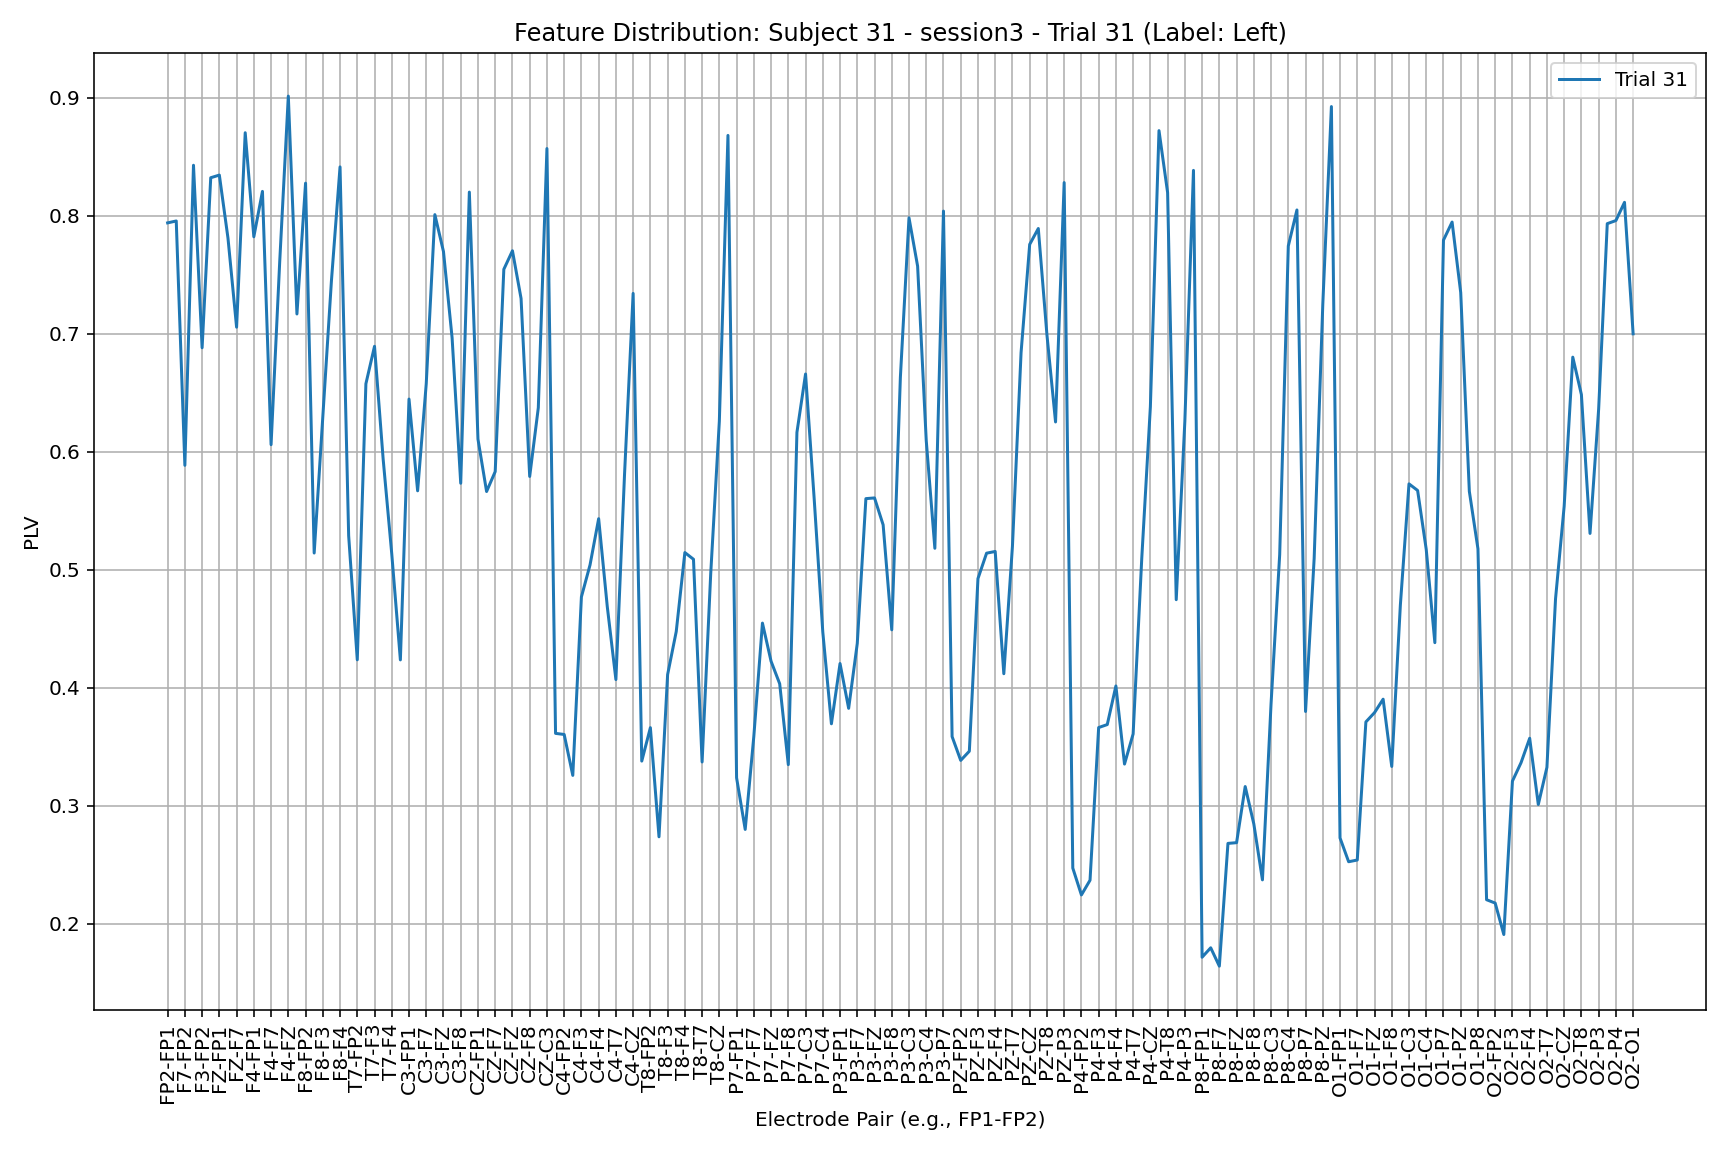 Feature Distribution: Subject 31 - session3 - Trial 31 (Label: Left)
Trial 31
0.9
0.8
0.7
0.6
0.5
0.4
0.3
0.2
PLV
FP2-FP1
F7-FP2
F3-FP2
FZ-FP1
FZ-F7
F4-FP1
F4-F7
F4-FZ
F8-FP2
F8-F3
F8-F4
T7-FP2
T7-F3
T7-F4
C3-FP1
C3-F7
C3-FZ
C3-F8
CZ-FP1
CZ-F7
CZ-FZ
CZ-F8
CZ-C3
C4-FP2
C4-F3
C4-F4
C4-T7
C4-CZ
T8-FP2
T8-F3
T8-F4
T8-T7
T8-CZ
P7-FP1
P7-F7
P7-FZ
P7-F8
P7-C3
P7-C4
P3-FP1
P3-F7
P3-FZ
P3-F8
P3-C3
P3-C4
P3-P7
PZ-FP2
PZ-F3
PZ-F4
PZ-T7
PZ-CZ
PZ-T8
PZ-P3
P4-FP2
P4-F3
P4-F4
P4-T7
P4-CZ
P4-T8
P4-P3
P8-FP1
P8-F7
P8-FZ
P8-F8
P8-C3
P8-C4
P8-P7
P8-PZ
O1-FP1
O1-F7
O1-FZ
O1-F8
O1-C3
O1-C4
O1-P7
O1-PZ
O1-P8
O2-FP2
O2-F3
O2-F4
O2-T7
O2-CZ
O2-T8
O2-P3
O2-P4
O2-O1
Electrode Pair (e.g., FP1-FP2)